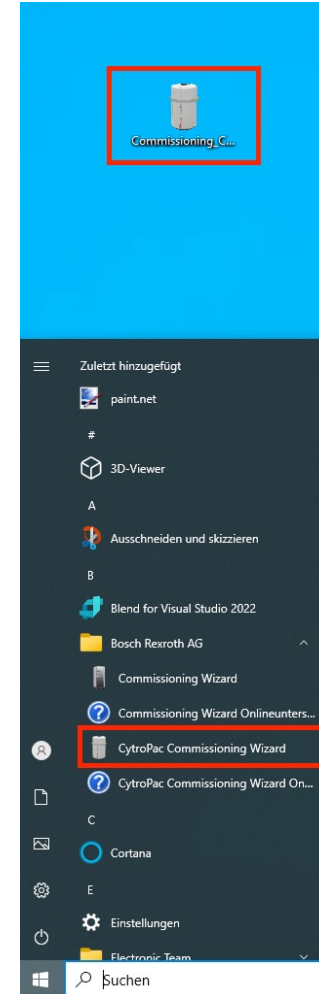 Commissioning_C...
Zuletzt hinzugefügt
paint.net
#
3D-Viewer
A
Ausschneiden und skizzieren
B
Blend for Visual Studio 2022
Bosch Rexroth AG
Commissioning Wizard
Commissioning Wizard Onlineunters...
CytroPac Commissioning Wizard
CytroPac Commissioning Wizard On...
C
Cortana
E
Einstellungen
Electronic Team
Suchen